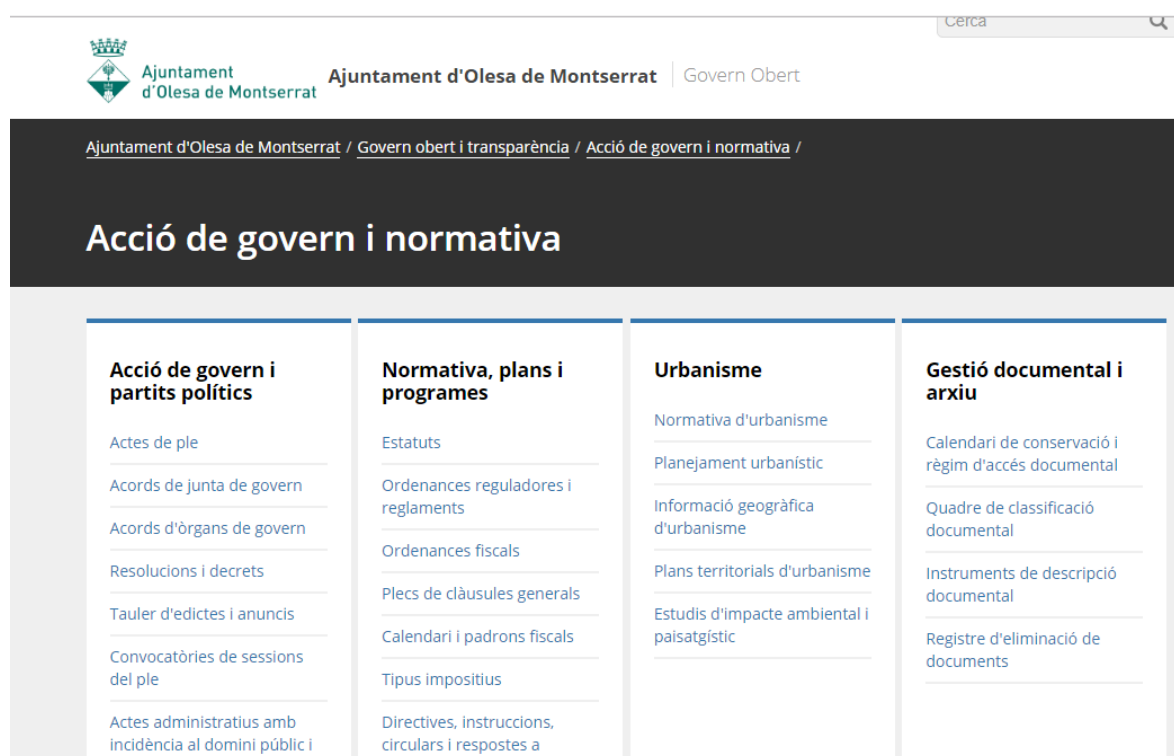 Cerca
Ajuntament
d'Olesa de Montserrat
Ajuntament d'Olesa de Montserrat
Govern Obert
Ajuntament d'Olesa de Montserrat / Govern obert i transparència / Acció de govern i normativa /
Acció de govern i normativa
Acció de govern i
partits polítics
Actes de ple
Acords de junta de govern
Acords d'òrgans de govern
Resolucions i decrets
Tauler d'edictes i anuncis
Convocatòries de sessions
del ple
Actes administratius amb
incidència al domini públic i
Normativa, plans i
programes
Estatuts
Ordenances reguladores i
reglaments
Ordenances fiscals
Plecs de clàusules generals
Calendari i padrons fiscals
Tipus impositius
Directives, instruccions,
circulars i respostes a
Urbanisme
Normativa d'urbanisme
Planejament urbanístic
Informació geogràfica
d'urbanisme
Plans territorials d'urbanisme
Estudis d'impacte ambiental i
paisatgístic
Gestió documental i
arxiu
Calendari de conservació i
règim d'accés documental
Quadre de classificació
documental
Instruments de descripció
documental
Registre d'eliminació de
documents